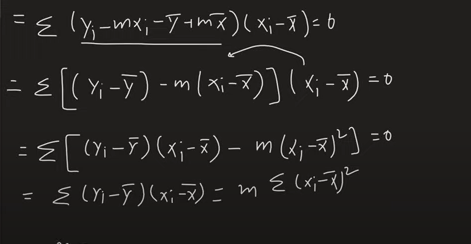 = Σ (yᵢ-mxᵢ-ȳ+mx̄)(xᵢ-x̄)=0
= Σ [(yᵢ-ȳ) - m(xᵢ-x̄)] (xᵢ-x̄)=0
= Σ [(yᵢ-ȳ)(xᵢ-x̄) - m(xᵢ-x̄)²] =0
= Σ (yᵢ-ȳ)(xᵢ-x̄) = m Σ (xᵢ-x̄)²